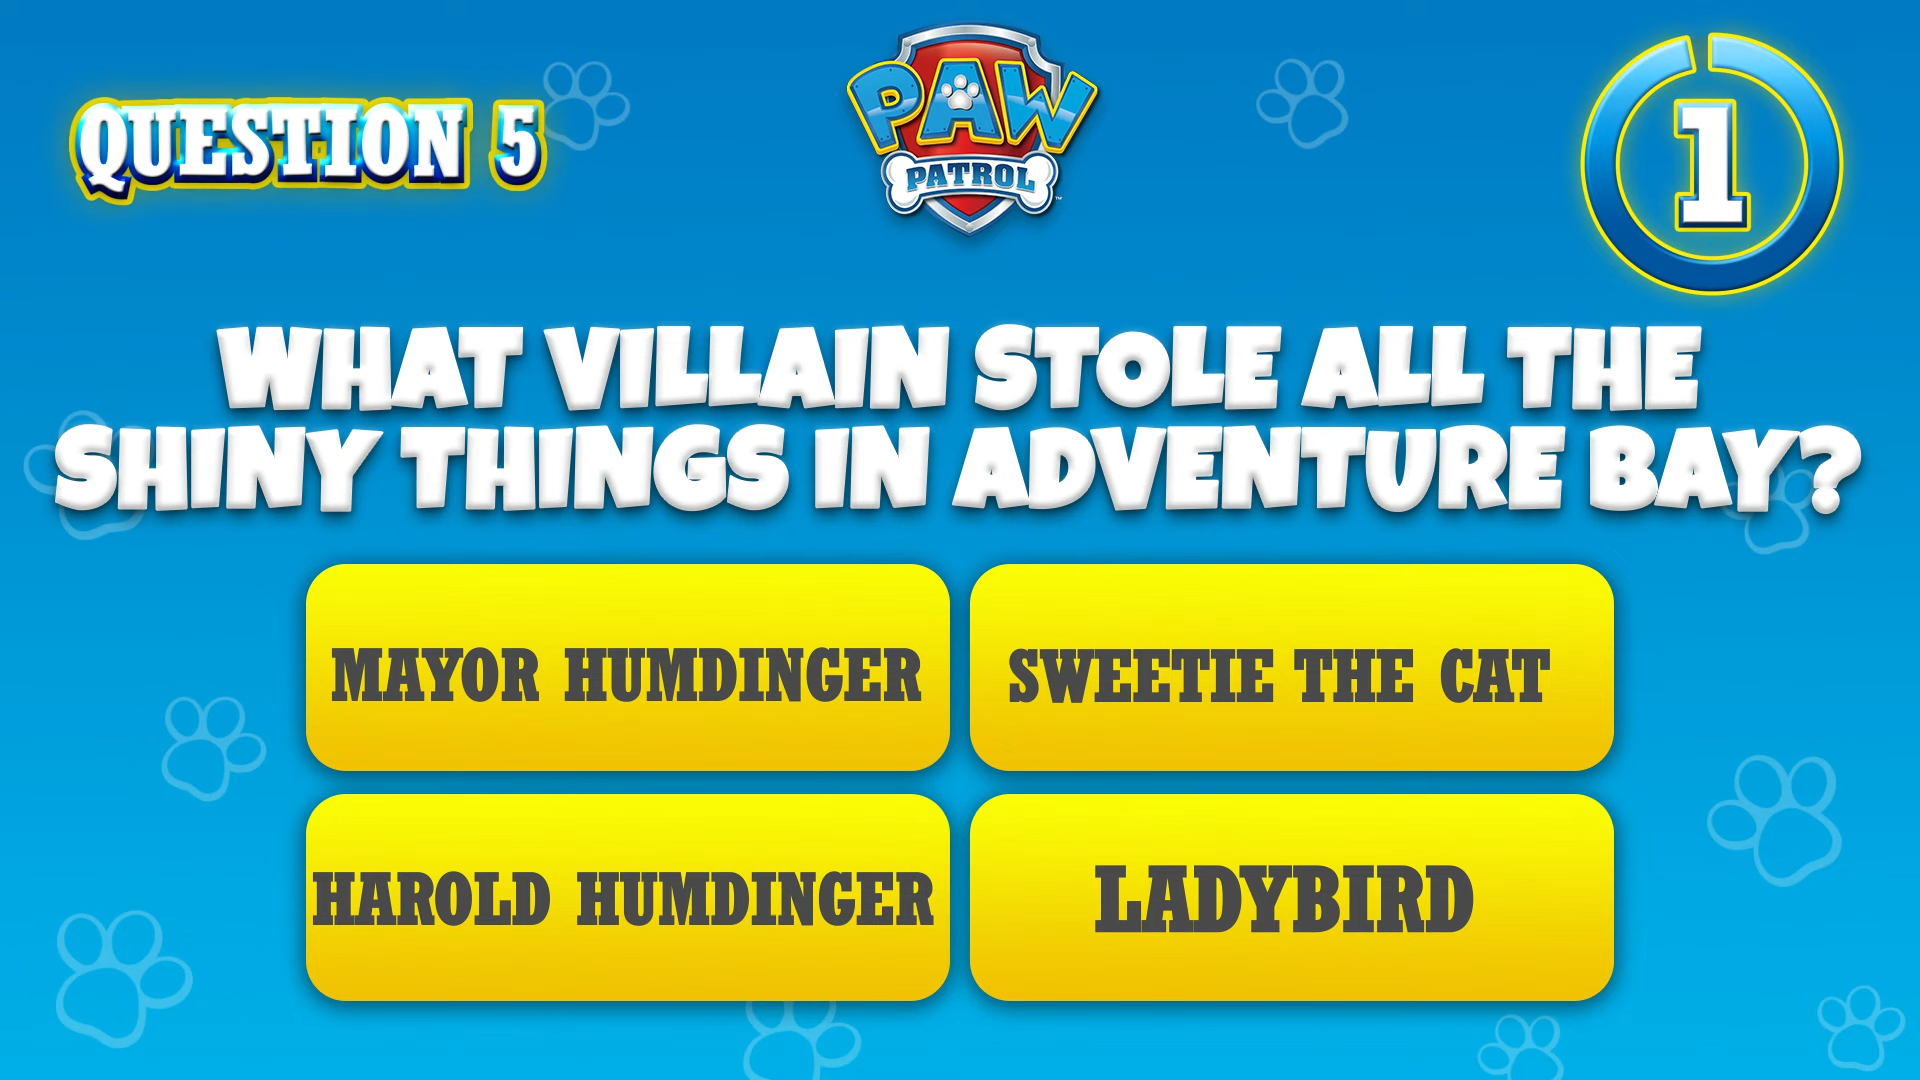 QUESTION 5
PAW
PATROL
1
WHAT VILLAIN STOLE ALL THE
SHINY THINGS IN ADVENTURE BAY?
MAYOR HUMDINGER
SWEETIE THE CAT
HAROLD HUMDINGER
LADYBIRD